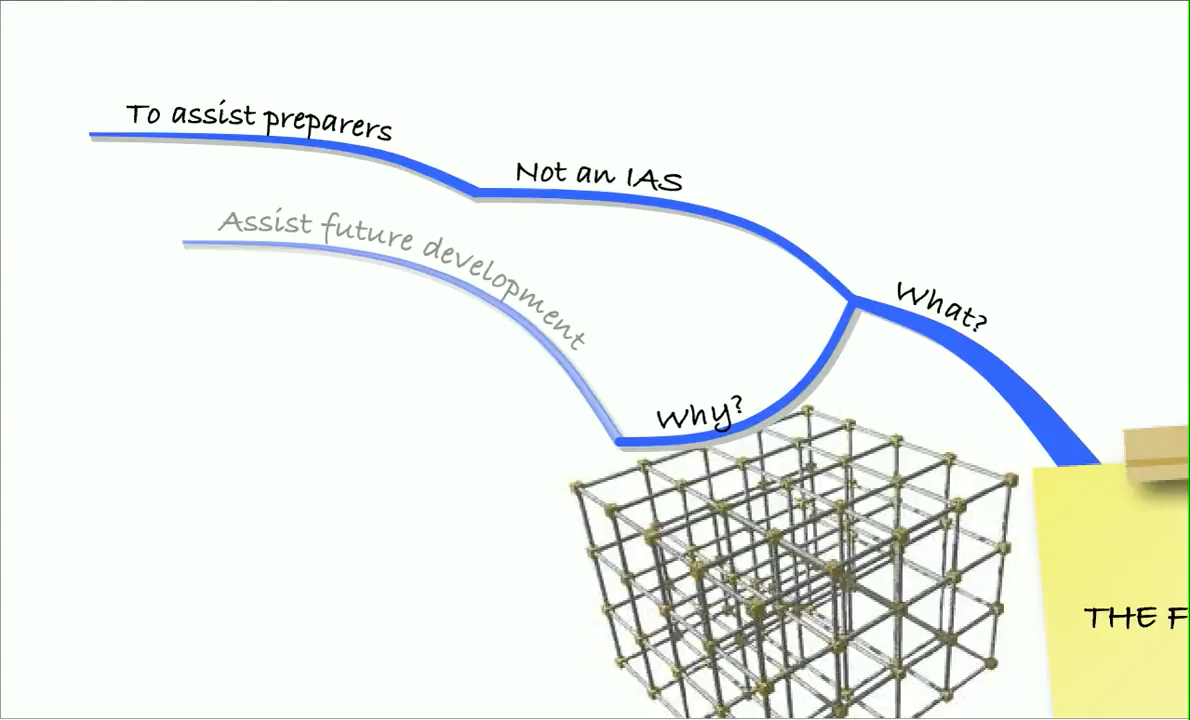 To assist preparers
Not an IAS
Assist future development
What?
Why?
THE F